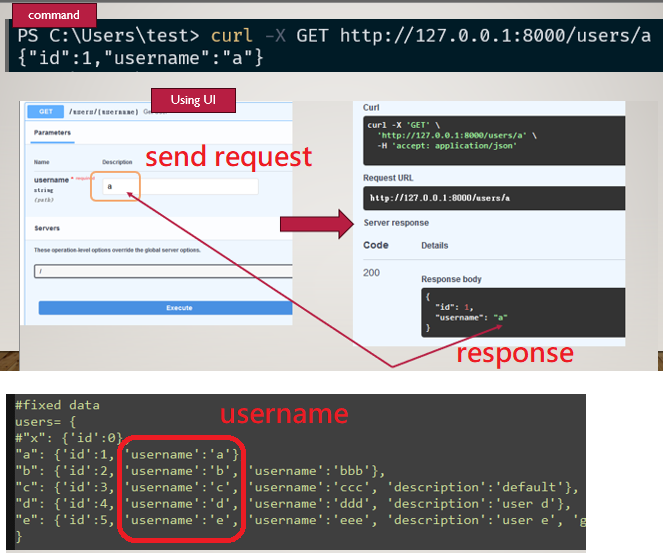 command
PS C:\Users\test> curl -X GET http://127.0.0.1:8000/users/a
{"id":1,"username":"a"}
Using UI
GET /users/{username}
Parameters
send request
Name Description
username * required
string
(path)
a
Servers
These operation-level options override the global server options.
/
Execute
Curl
curl -X 'GET' \
'http://127.0.0.1:8000/users/a' \
-H 'accept: application/json'
Request URL
http://127.0.0.1:8000/users/a
Server response
Code Details
200
Response body
{
"id": 1,
"username": "a"
}
response
username
#fixed data
users= {
#"x": {'id':0},
"a": {'id':1, 'username':'a'}
"b": {'id':2, 'username':'b', 'username':'bbb'},
"c": {'id':3, 'username':'c', 'username':'ccc', 'description':'default'},
"d": {'id':4, 'username':'d', 'username':'ddd', 'description':'user d'},
"e": {'id':5, 'username':'e', 'username':'eee', 'description':'user e', 'g
}